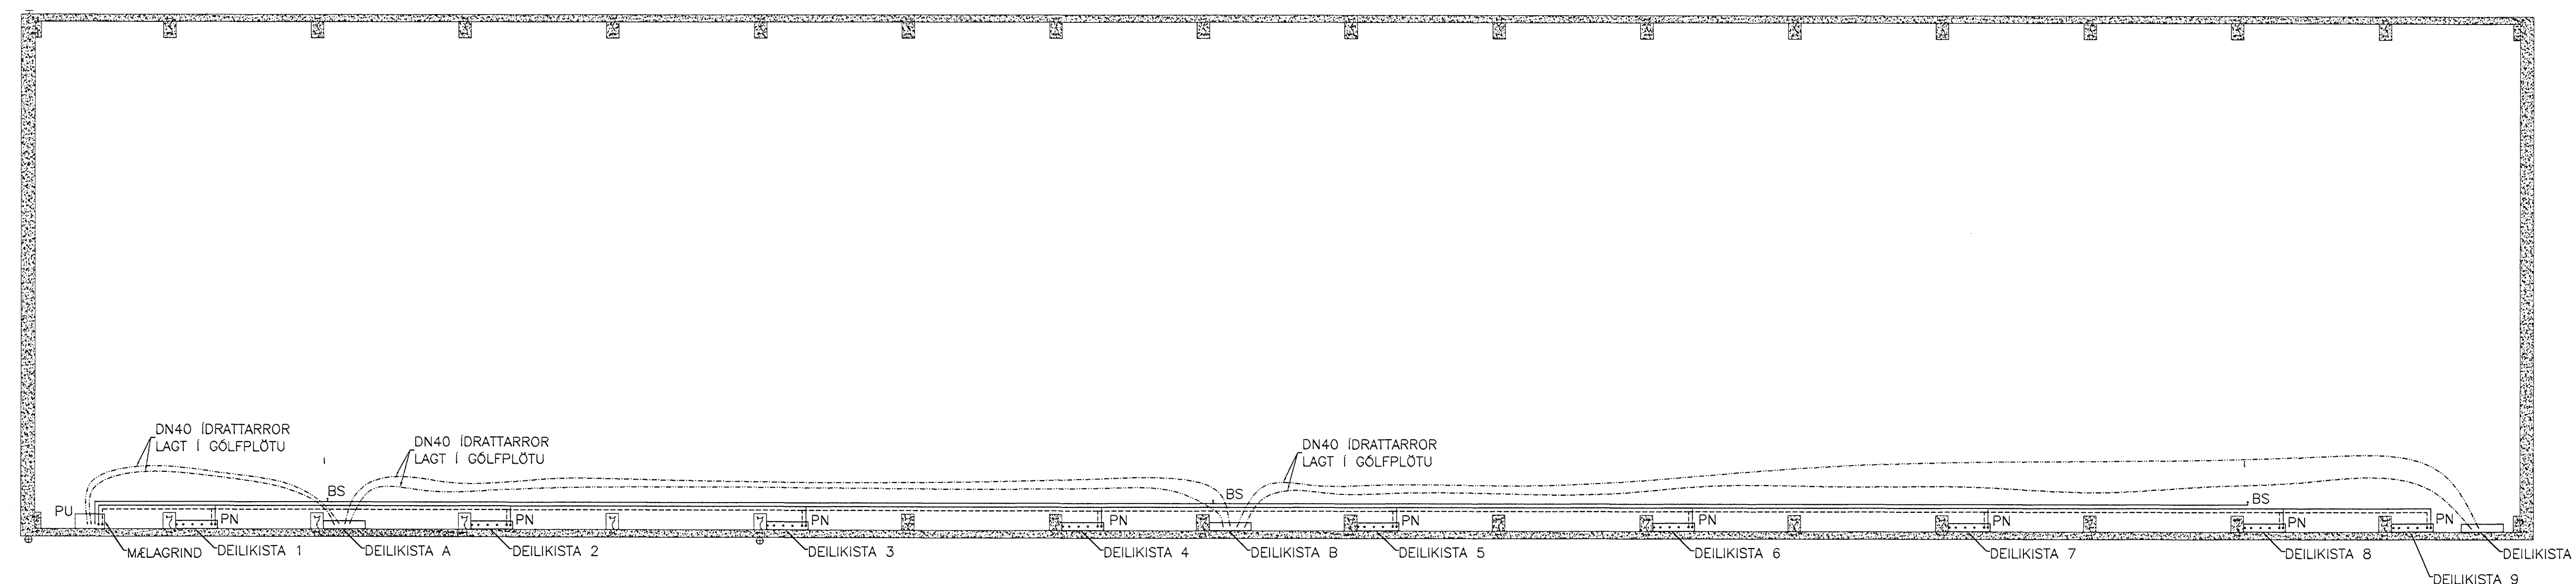 DN40 ÍDRATTARROR
LAGT Í GÓLFPLÖTU
DN40 ÍDRATTARROR
LAGT Í GÓLFPLÖTU
DN40 ÍDRATTARROR
LAGT Í GÓLFPLÖTU
BS
BS
BS
PU
PN
PN
PN
PN
PN
PN
PN
PN
PN
MÆLAGRIND
DEILIKISTA 1
DEILIKISTA A
DEILIKISTA 2
DEILIKISTA 3
DEILIKISTA 4
DEILIKISTA B
DEILIKISTA 5
DEILIKISTA 6
DEILIKISTA 7
DEILIKISTA 8
DEILIKISTA
DEILIKISTA 9